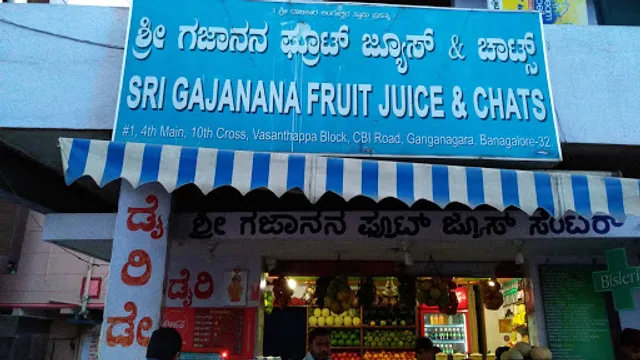 ಶ್ರೀ ಗಜಾನನ ಫ್ರೂಟ್ ಜ್ಯೂಸ್ & ಚಾಟ್ಸ್
SRI GAJANANA FRUIT JUICE & CHATS
#1, 4th Main, 10th Cross, Vasanthappa Block, CBI Road, Ganganagara, Banagalore-32.
ಶ್ರೀ ಗಜಾನನ ಫ್ರೂಟ್ ಜ್ಯೂಸ್ ಸೆಂಟರ್
ಡೈರಿ ಡೇ
ಡೈರಿ
Bisleri